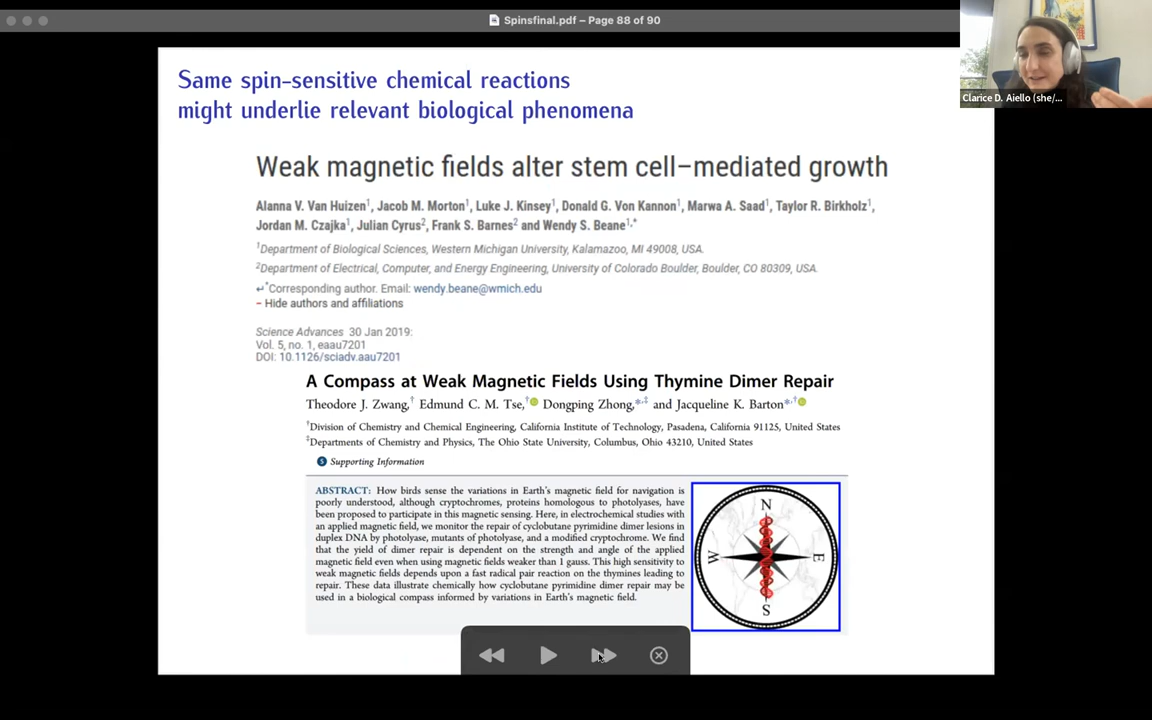 Spinsfinal.pdf – Page 88 of 90
Clarice D. Aiello (she/...
Same spin-sensitive chemical reactions
might underlie relevant biological phenomena
Weak magnetic fields alter stem cell–mediated growth
Alanna V. Van Huizen1, Jacob M. Morton1, Luke J. Kinsey1, Donald G. Von Kannon1, Marwa A. Saad1, Taylor R. Birkholz1,
Jordan M. Czajka1, Julian Cyrus2, Frank S. Barnes2 and Wendy S. Beane1,*
1Department of Biological Sciences, Western Michigan University, Kalamazoo, MI 49008, USA.
2Department of Electrical, Computer, and Energy Engineering, University of Colorado Boulder, Boulder, CO 80309, USA.
↵*Corresponding author. Email: wendy.beane@wmich.edu
– Hide authors and affiliations
Science Advances 30 Jan 2019:
Vol. 5, no. 1, eaau7201
DOI: 10.1126/sciadv.aau7201
A Compass at Weak Magnetic Fields Using Thymine Dimer Repair
Theodore J. Zwang,† Edmund C. M. Tse,† Dongping Zhong,*,‡ and Jacqueline K. Barton*,†
†Division of Chemistry and Chemical Engineering, California Institute of Technology, Pasadena, California 91125, United States
‡Departments of Chemistry and Physics, The Ohio State University, Columbus, Ohio 43210, United States
S Supporting Information
ABSTRACT: How birds sense the variations in Earth's magnetic field for navigation is
poorly understood, although cryptochromes, proteins homologous to photolyases, have
been proposed to participate in this magnetic sensing. Here, in electrochemical studies with
an applied magnetic field, we monitor the repair of cyclobutane pyrimidine dimer lesions in
duplex DNA by photolyase, mutants of photolyase, and a modified cryptochrome. We find
that the yield of dimer repair is dependent on the strength and angle of the applied
magnetic field even when using magnetic fields weaker than 1 gauss. This high sensitivity to
weak magnetic fields depends upon a fast radical pair reaction on the thymines leading to
repair. These data illustrate chemically how cyclobutane pyrimidine dimer repair may be
used in a biological compass informed by variations in Earth's magnetic field.
N
W
E
S